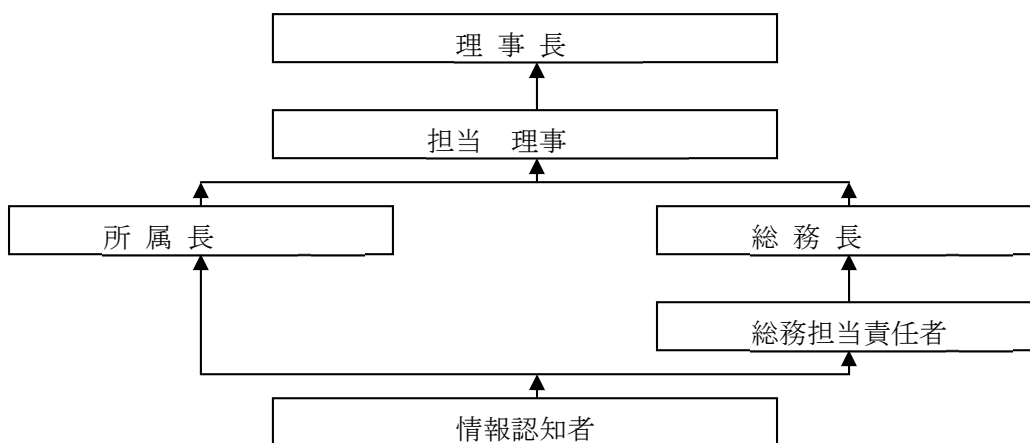 理 事 長
担当　理事
所 属 長
総 務 長
総務担当責任者
情報認知者